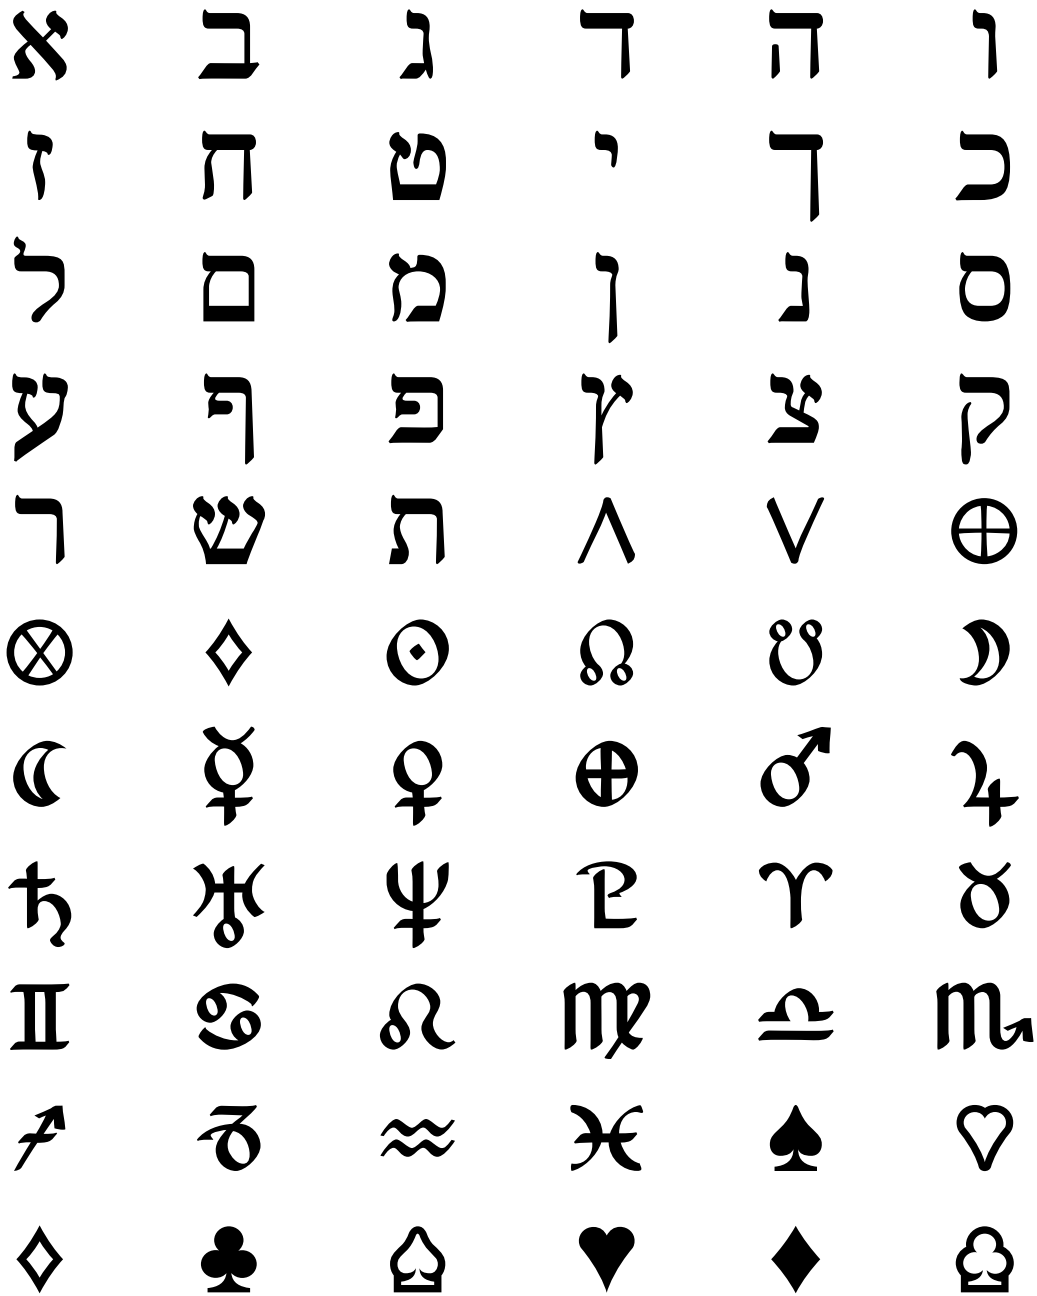 א ב ג ד ה ו
ז ח ט י ך כ
ל ם מ ן נ ס
ע ף פ ץ צ ק
ר ש ת ∧ ∨ ⊕
⊗ ◊ ☉ ☊ ☋ ☽
☾ ☿ ♀ ⊕ ♂ ♃
♄ ♅ ♆ ♇ ♈ ♉
♊ ♋ ♌ ♍ ♎ ♏
♐ ♑ ♒ ♓ ♠ ♡
♢ ♣ ♤ ♥ ♦ ♧